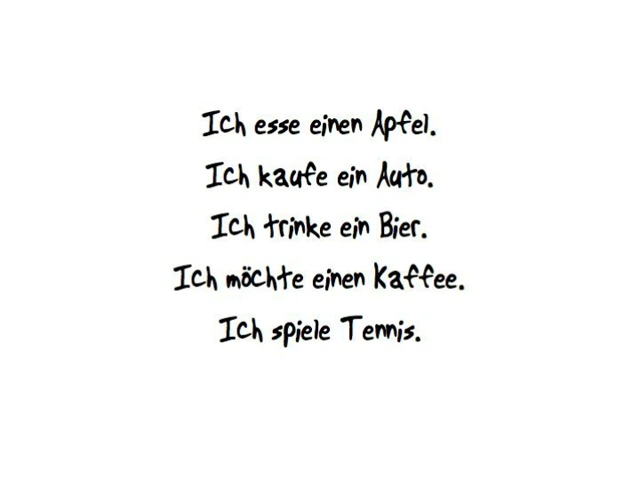 Ich esse einen Apfel.
Ich kaufe ein Auto.
Ich trinke ein Bier.
Ich möchte einen Kaffee.
Ich spiele Tennis.